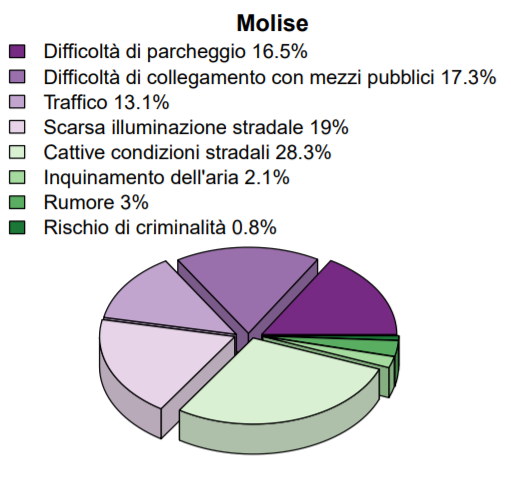 Molise
Difficoltà di parcheggio 16.5%
Difficoltà di collegamento con mezzi pubblici 17.3%
Traffico 13.1%
Scarsa illuminazione stradale 19%
Cattive condizioni stradali 28.3%
Inquinamento dell'aria 2.1%
Rumore 3%
Rischio di criminalità 0.8%